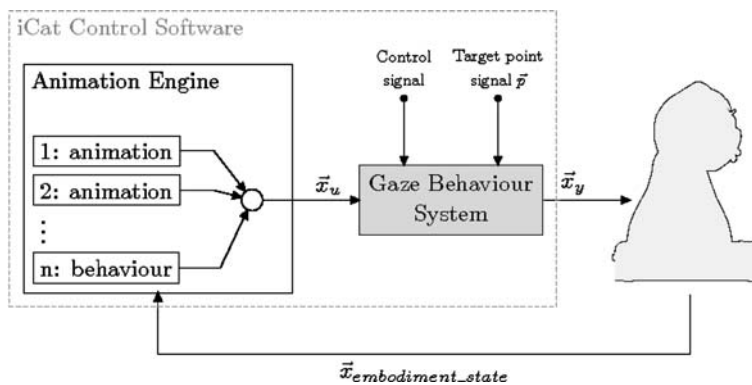 iCat Control Software
Animation Engine
1: animation
2: animation
⋮
n: behaviour
Control
signal
Target point
signal p⃗
x⃗_u
Gaze Behaviour
System
x⃗_y
x⃗_embodiment_state